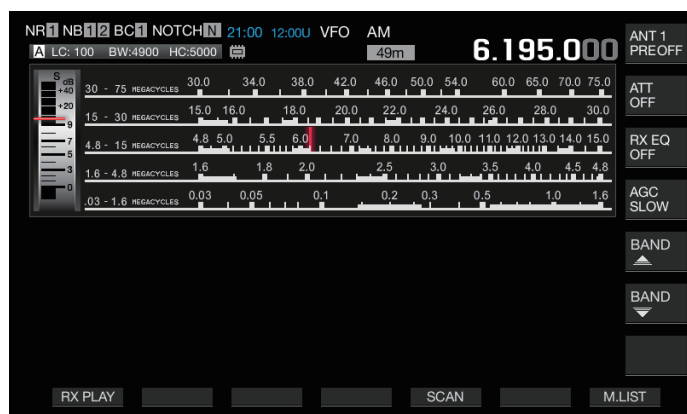 NR1 NB12 BC1 NOTCH N 21:00 12:00U VFO AM
A LC: 100 BW:4900 HC:5000 49m 6.195.000
ANT 1
PREOFF
S dB
+40
+20
9
7
5
3
0
30 - 75 MEGACYCLES 30.0 34.0 38.0 42.0 46.0 50.0 54.0 60.0 65.0 70.0 75.0
15 - 30 MEGACYCLES 15.0 16.0 18.0 20.0 22.0 24.0 26.0 28.0 30.0
4.8 - 15 MEGACYCLES 4.8 5.0 5.5 6.0 7.0 8.0 9.0 10.0 11.0 12.0 13.0 14.0 15.0
1.6 - 4.8 MEGACYCLES 1.6 1.8 2.0 2.5 3.0 3.5 4.0 4.5 4.8
.03 - 1.6 MEGACYCLES 0.03 0.05 0.1 0.2 0.3 0.5 1.0 1.6
ATT
OFF
RX EQ
OFF
AGC
SLOW
BAND
BAND
RX PLAY SCAN M.LIST